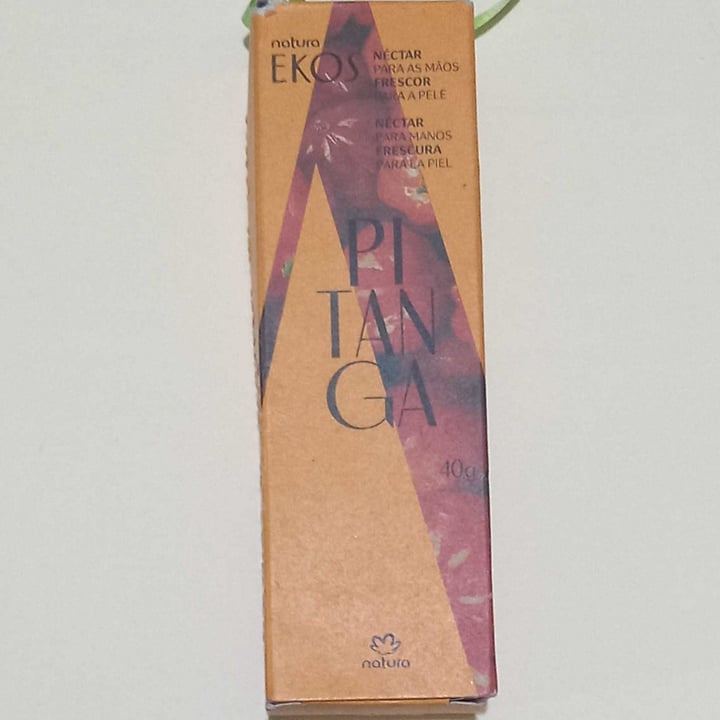 natura
EKOS
NÉCTAR
PARA AS MÃOS
FRESCOR
PARA A PELE
NÉCTAR
PARA MANOS
FRESCURA
PARA LA PIEL
PI
TAN
GA
40g
natura